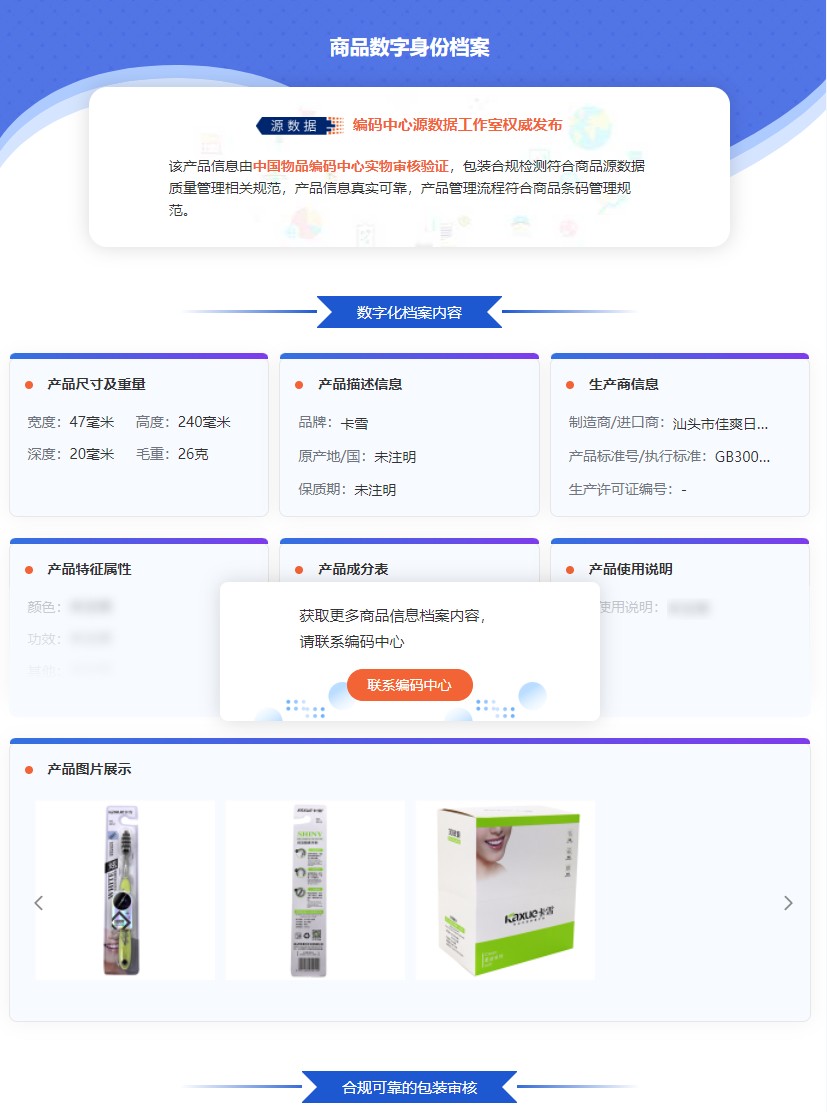 商品数字身份档案
源数据 编码中心源数据工作室权威发布
该产品信息由中国物品编码中心实物审核验证，包装合规检测符合商品源数据
质量管理相关规范，产品信息真实可靠，产品管理流程符合商品条码管理规
范。
数字化档案内容
产品尺寸及重量
宽度：47毫米 高度：240毫米
深度：20毫米 毛重：26克
产品描述信息
品牌：卡雪
原产地/国：未注明
保质期：未注明
生产商信息
制造商/进口商：汕头市佳爽日...
产品标准号/执行标准：GB300...
生产许可证编号：-
产品特征属性
颜色：
功效：
其他：
产品成分表
产品使用说明
使用说明：
获取更多商品信息档案内容，
请联系编码中心
联系编码中心
产品图片展示
WHITE
SHINY
Kaxue卡雪
合规可靠的包装审核